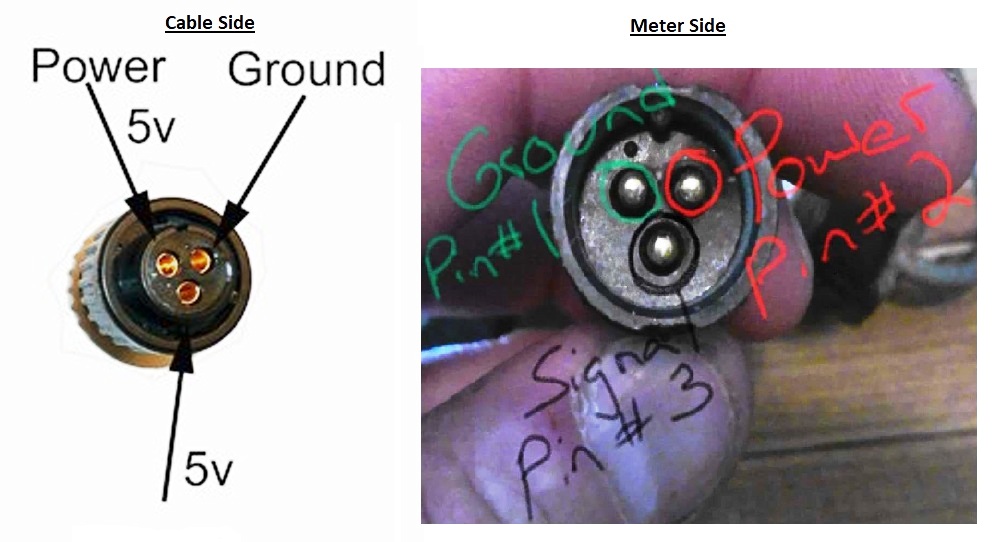 Cable Side
Power
Ground
5v
5v
Meter Side
Ground
Pin#1
Power
Pin#2
Signal
Pin#3